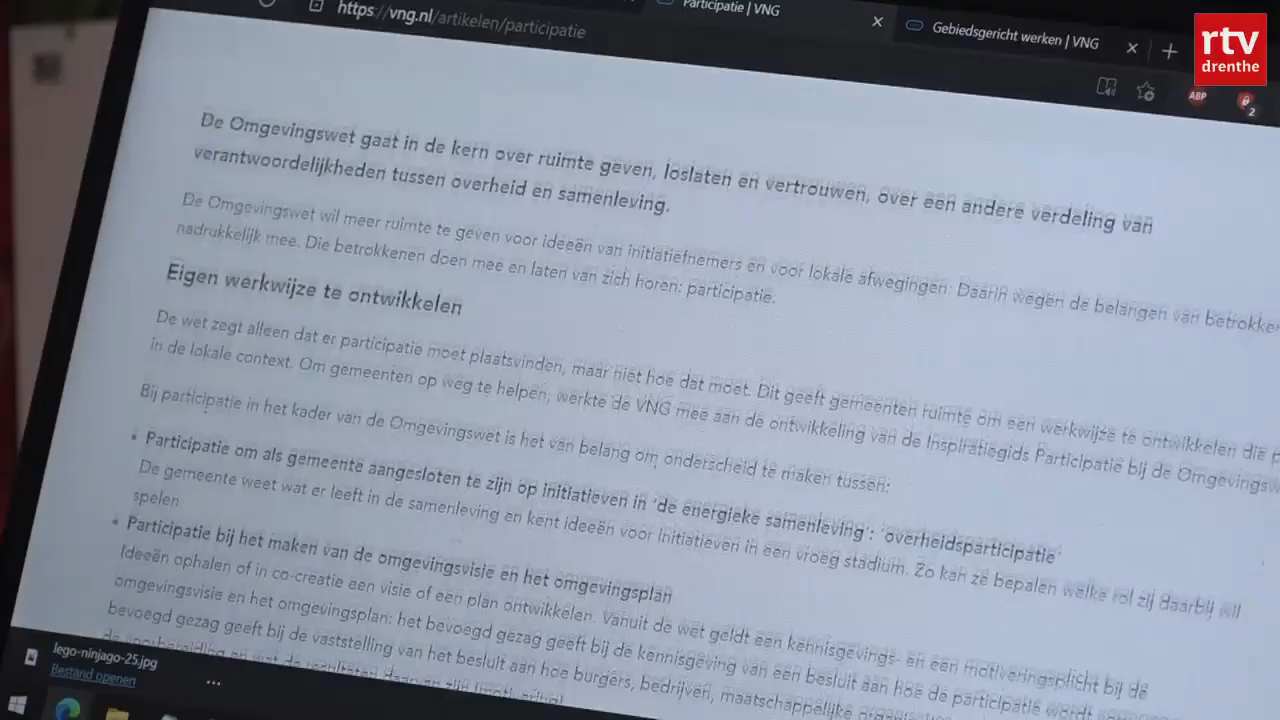 https://vng.nl/artikelen/participatie
Participatie | VNG
Gebiedsgericht werken | VNG
rtv
drenthe
ABP
2
De Omgevingswet gaat in de kern over ruimte geven, loslaten en vertrouwen, over een andere verdeling van
verantwoordelijkheden tussen overheid en samenleving.
De Omgevingswet wil meer ruimte te geven voor ideeën van initiatiefnemers en voor lokale afwegingen. Daarin wegen de belangen van
nadrukkelijk mee. Die betrokkenen doen mee en laten van zich horen: participatie.
Eigen werkwijze te ontwikkelen
De wet zegt alleen dat er participatie moet plaatsvinden, maar niet hoe dat moet. Dit geeft gemeenten ruimte om een werkwijze te ontwikkelen die
in de lokale context. Om gemeenten op weg te helpen, werkte de VNG mee aan de ontwikkeling van de Inspiratiegids Participatie bij de
Bij participatie in het kader van de Omgevingswet is het van belang om onderscheid te maken tussen:
• Participatie om als gemeente aangesloten te zijn op initiatieven in 'de energieke samenleving': 'overheidsparticipatie'
De gemeente weet wat er leeft in de samenleving en kent ideeën voor initiatieven in een vroeg stadium. Zo kan ze bepalen welke rol zij daarbij wil
spelen
• Participatie bij het maken van de omgevingsvisie en het omgevingsplan
Ideeën ophalen of in co-creatie een visie of een plan ontwikkelen. Vanuit de wet geldt een kennisgevings- en een motiveringsplicht bij de
omgevingsvisie en het omgevingsplan: het bevoegd gezag geeft bij de kennisgeving van een besluit aan hoe de participatie wordt
bevoegd gezag geeft bij de vaststelling van het besluit aan hoe burgers, bedrijven, maatschappelijke
lego-ninjago-25.jpg
Bestand openen